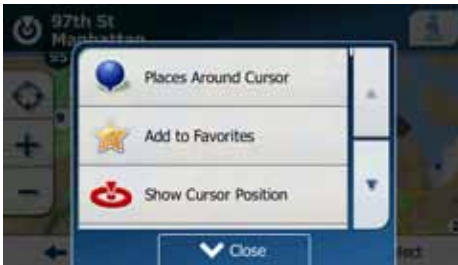 97th St
Manhattan
Places Around Cursor
Add to Favorites
Show Cursor Position
Close